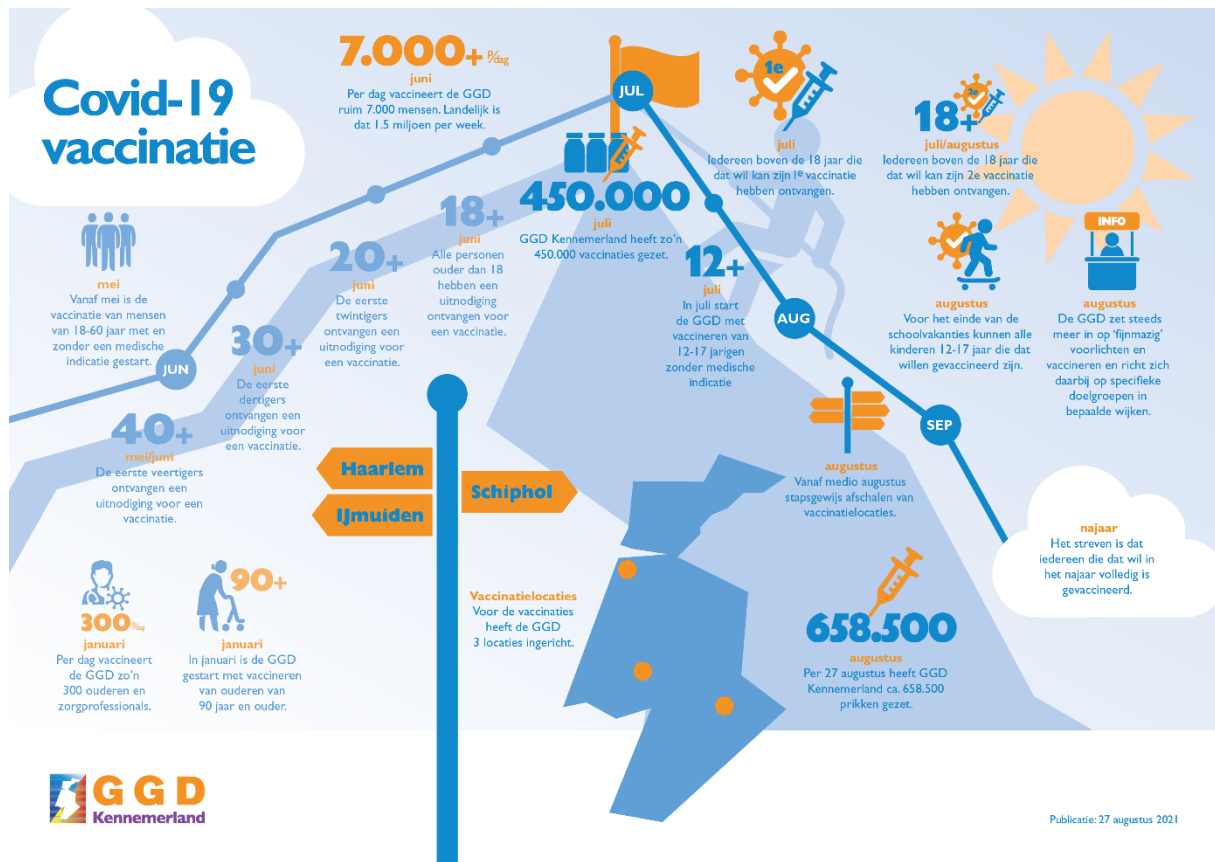 Covid-19
vaccinatie
7.000+ P/dag
juni
Per dag vaccineert de GGD
ruim 7.000 mensen. Landelijk is
dat 1.5 miljoen per week.
JUL
1e
juli
Iedereen boven de 18 jaar die
dat wil kan zijn 1e vaccinatie
hebben ontvangen.
2e
18+
juli/augustus
Iedereen boven de 18 jaar die
dat wil kan zijn 2e vaccinatie
hebben ontvangen.
mei
Vanaf mei is de
vaccinatie van mensen
van 18-60 jaar met en
zonder een medische
indicatie gestart.
JUN
40+
mei/juni
De eerste veertigers
ontvangen een
uitnodiging voor een
vaccinatie.
30+
juni
De eerste
dertigers
ontvangen een
uitnodiging voor
een vaccinatie.
20+
juni
De eerste
twintigers
ontvangen een
uitnodiging voor
een vaccinatie.
18+
juni
Alle personen
ouder dan 18
hebben een
uitnodiging
ontvangen voor
een vaccinatie.
450.000
juli
GGD Kennemerland heeft zo'n
450.000 vaccinaties gezet.
12+
juli
In juli start
de GGD met
vaccineren van
12-17 jarigen
zonder medische
indicatie
AUG
augustus
Voor het einde van de
schoolvakanties kunnen alle
kinderen 12-17 jaar die dat
willen gevaccineerd zijn.
INFO
augustus
De GGD zet steeds
meer in op 'fijnmazig'
voorlichten en
vaccineren en richt zich
daarbij op specifieke
doelgroepen in
bepaalde wijken.
SEP
augustus
Vanaf medio augustus
stapsgewijs afschalen van
vaccinatielocaties.
najaar
Het streven is dat
iedereen die dat wil in
het najaar volledig is
gevaccineerd.
Haarlem
Schiphol
IJmuiden
300 P/dag
januari
Per dag vaccineert
de GGD zo'n
300 ouderen en
zorgprofessionals.
90+
januari
In januari is de GGD
gestart met vaccineren
van ouderen van
90 jaar en ouder.
Vaccinatielocaties
Voor de vaccinaties
heeft de GGD
3 locaties ingericht.
658.500
augustus
Per 27 augustus heeft GGD
Kennemerland ca. 658.500
prikken gezet.
GGD
Kennemerland
Publicatie: 27 augustus 2021